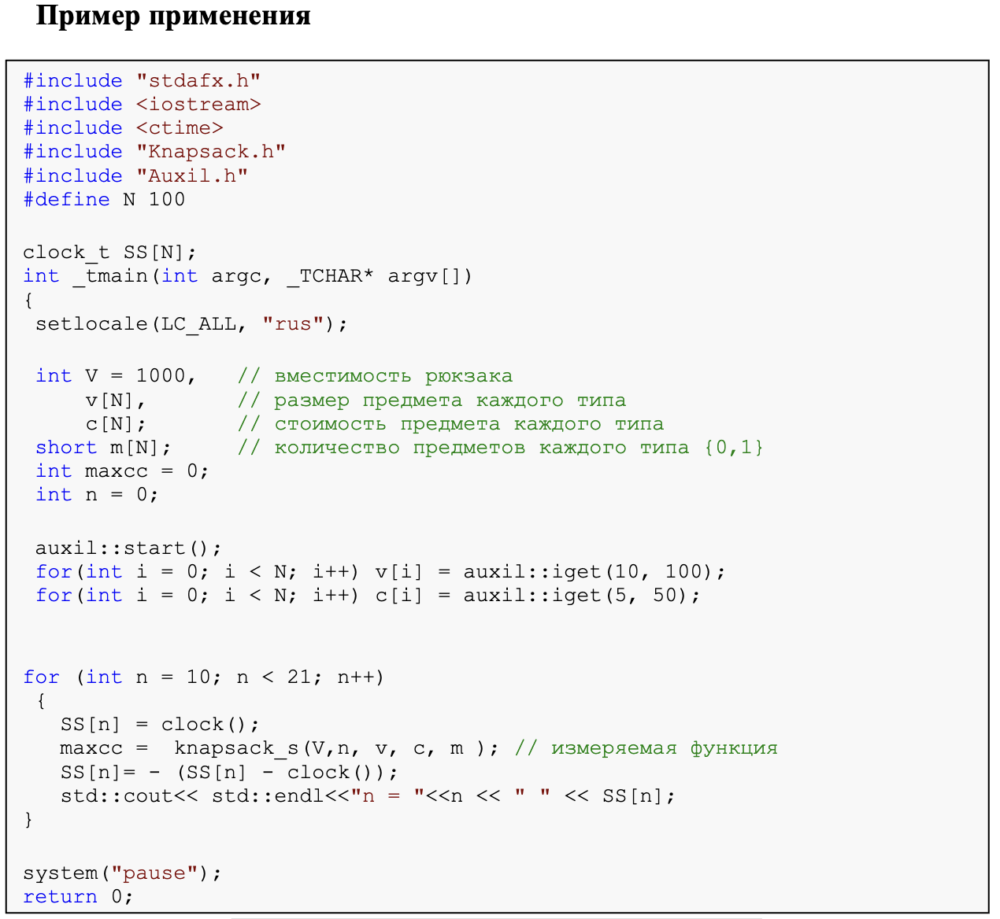 Пример применения
#include "stdafx.h"
#include <iostream>
#include <ctime>
#include "Knapsack.h"
#include "Auxil.h"
#define N 100
clock_t SS[N];
int _tmain(int argc, _TCHAR* argv[])
{
setlocale(LC_ALL, "rus");
int V = 1000,   // вместимость рюкзака
v[N],       // размер предмета каждого типа
c[N];       // стоимость предмета каждого типа
short m[N];     // количество предметов каждого типа {0,1}
int maxcc = 0;
int n = 0;
auxil::start();
for(int i = 0; i < N; i++) v[i] = auxil::iget(10, 100);
for(int i = 0; i < N; i++) c[i] = auxil::iget(5, 50);
for (int n = 10; n < 21; n++)
{
SS[n] = clock();
maxcc =  knapsack_s(V,n, v, c, m ); // измеряемая функция
SS[n]= - (SS[n] - clock());
std::cout<< std::endl<<"n = "<<n << " " << SS[n];
}
system("pause");
return 0;